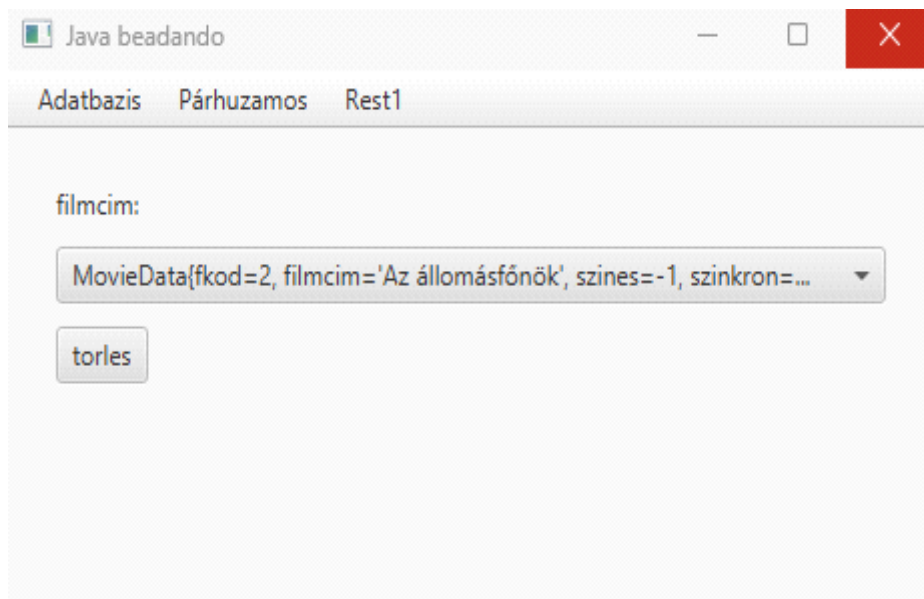 Java beadando
Adatbazis Párhuzamos Rest1
filmcim:
MovieData{fkod=2, filmcim='Az állomásfőnök', szines=-1, szinkron=...
torles